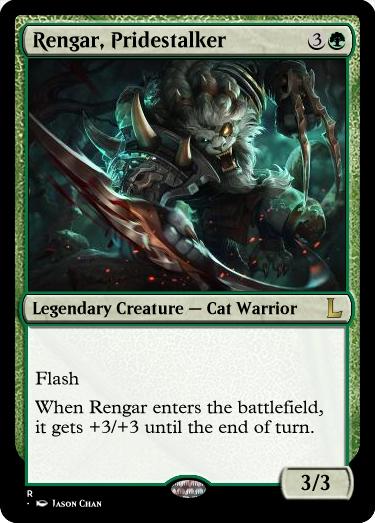 Rengar, Pridestalker 3
Legendary Creature — Cat Warrior L
Flash
When Rengar enters the battlefield,
it gets +3/+3 until the end of turn.
3/3
R
· Jason Chan